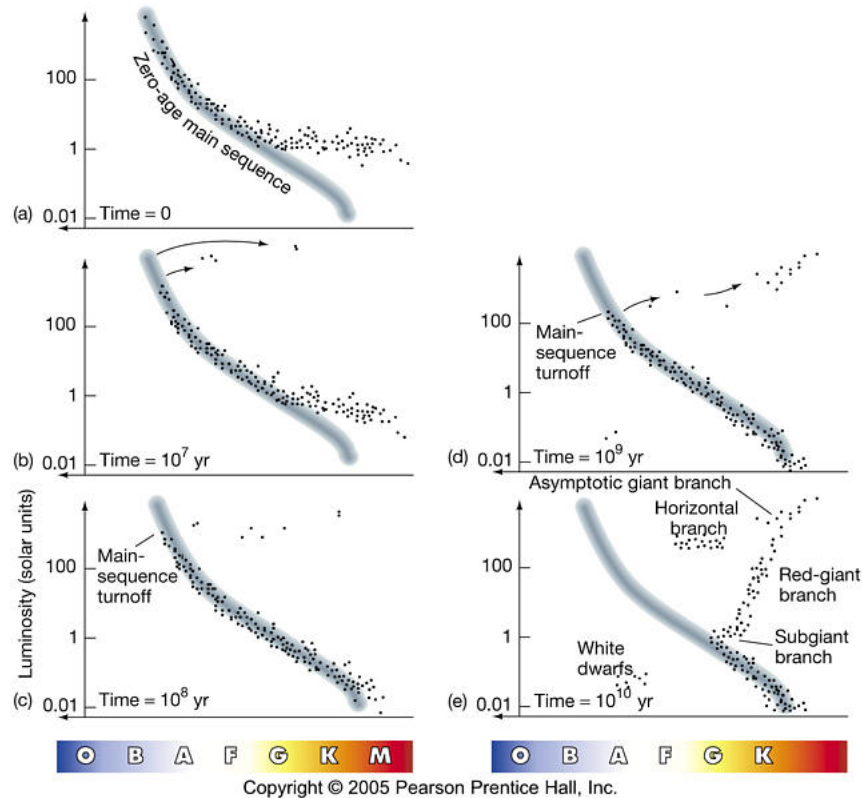 100
1
0.01
Zero-age main sequence
(a)
Time = 0
100
1
0.01
(b)
Time = 10⁷ yr
Luminosity (solar units)
100
1
0.01
Main-
sequence
turnoff
(c)
Time = 10⁸ yr
O B A F G K M
100
1
0.01
Main-
sequence
turnoff
(d)
Time = 10⁹ yr
Asymptotic giant branch
Horizontal
branch
Red-giant
branch
Subgiant
branch
White
dwarfs
100
1
0.01
(e)
Time = 10¹⁰ yr
O B A F G K
Copyright © 2005 Pearson Prentice Hall, Inc.